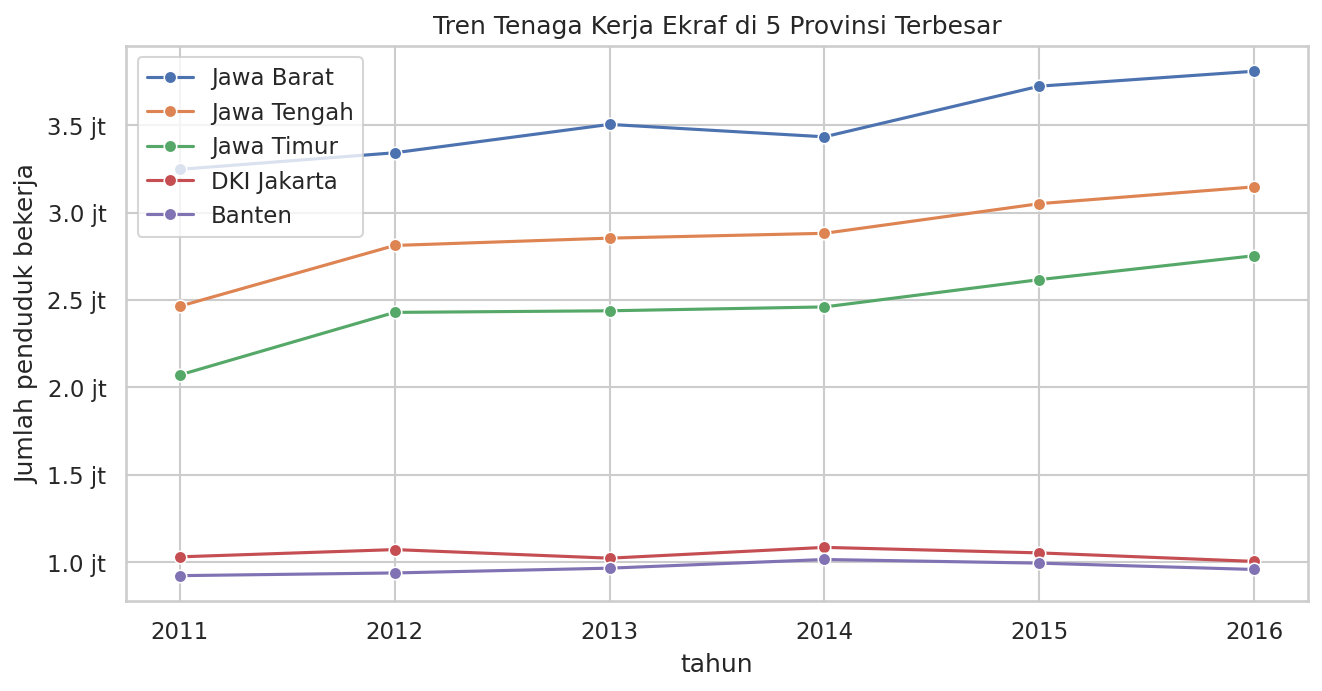 Tren Tenaga Kerja Ekraf di 5 Provinsi Terbesar
Jawa Barat
Jawa Tengah
Jawa Timur
DKI Jakarta
Banten
Jumlah penduduk bekerja
3.5 jt
3.0 jt
2.5 jt
2.0 jt
1.5 jt
1.0 jt
2011 2012 2013 2014 2015 2016
tahun